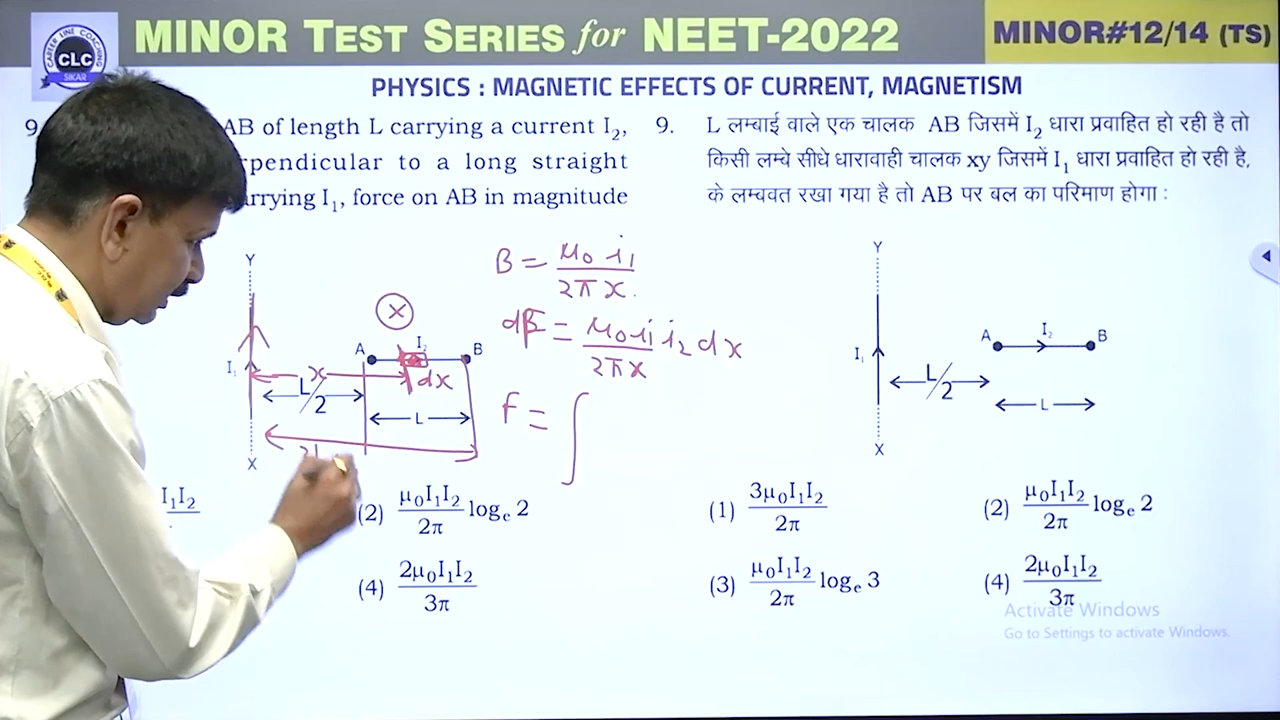 MINOR TEST SERIES for NEET-2022
MINOR#12/14 (TS)
CAREER LINE COACHING
CLC
SIKAR
PHYSICS : MAGNETIC EFFECTS OF CURRENT, MAGNETISM
9.
AB of length L carrying a current I₂,
to a long straight
I₁, force on AB in magnitude
9. L लम्बाई वाले एक चालक AB जिसमें I₂ धारा प्रवाहित हो रही है तो
किसी लम्बे सीधे धारावाही चालक xy जिसमें I₁ धारा प्रवाहित हो रही है,
के लम्बवत रखा गया है तो AB पर बल का परिमाण होगा :
Y
I₁
A
I₂
B
x
dx
L/2
L
X
B = μ₀ i₁ / 2π x
dF = μ₀ i₁ / 2πx i₂ dx
F = ∫
Y
I₁
A
I₂
B
L/2
L
X
I₁I₂
(2) μ₀I₁I₂ / 2π logₑ 2
(4) 2μ₀I₁I₂ / 3π
(1) 3μ₀I₁I₂ / 2π
(2) μ₀I₁I₂ / 2π logₑ 2
(3) μ₀I₁I₂ / 2π logₑ 3
(4) 2μ₀I₁I₂ / 3π
Activate Windows
Go to Settings to activate Windows.